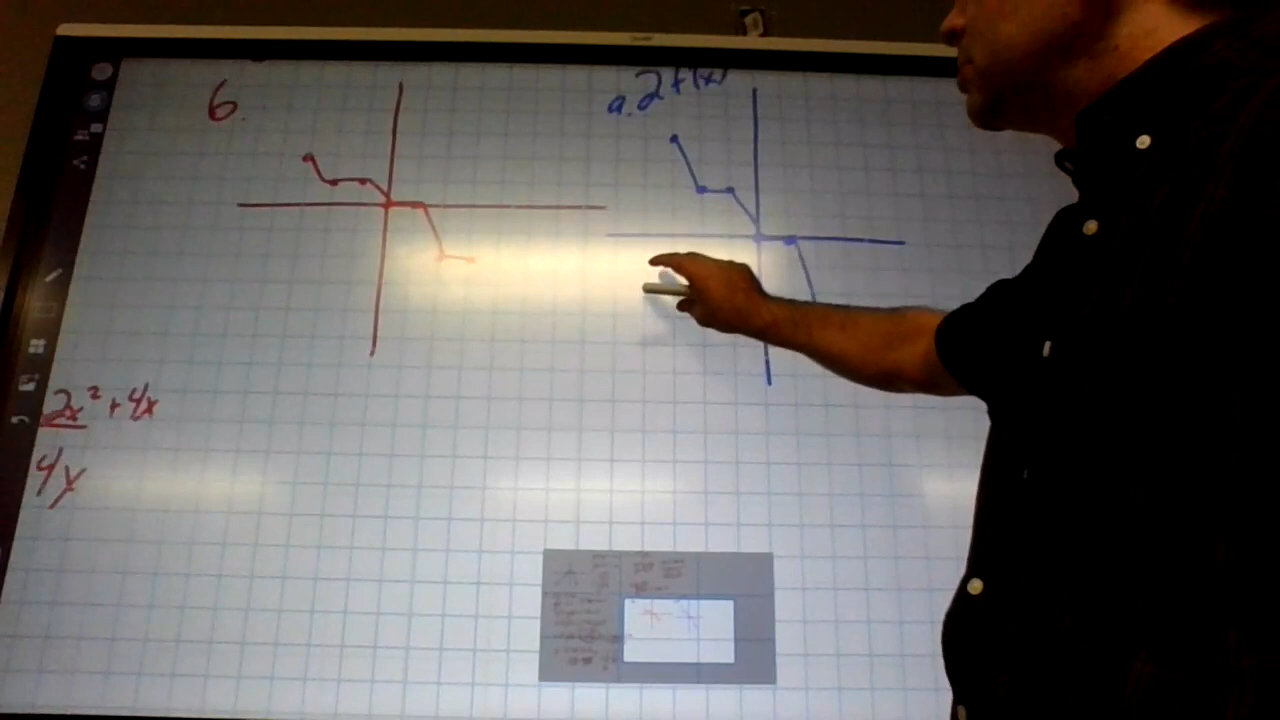 6.
a. 2f(x)
2x² + 4x
4y